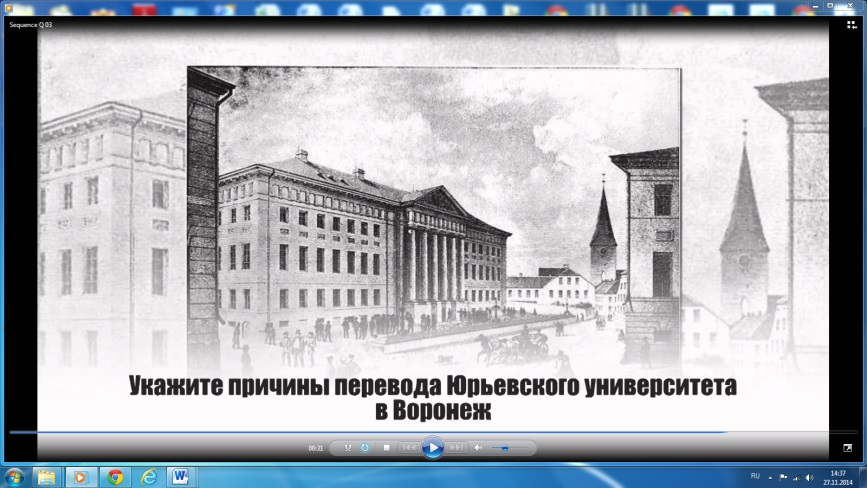 Sequence Q 03
Укажите причины перевода Юрьевского университета
в Воронеж
00:31
RU
14:37
27.11.2014